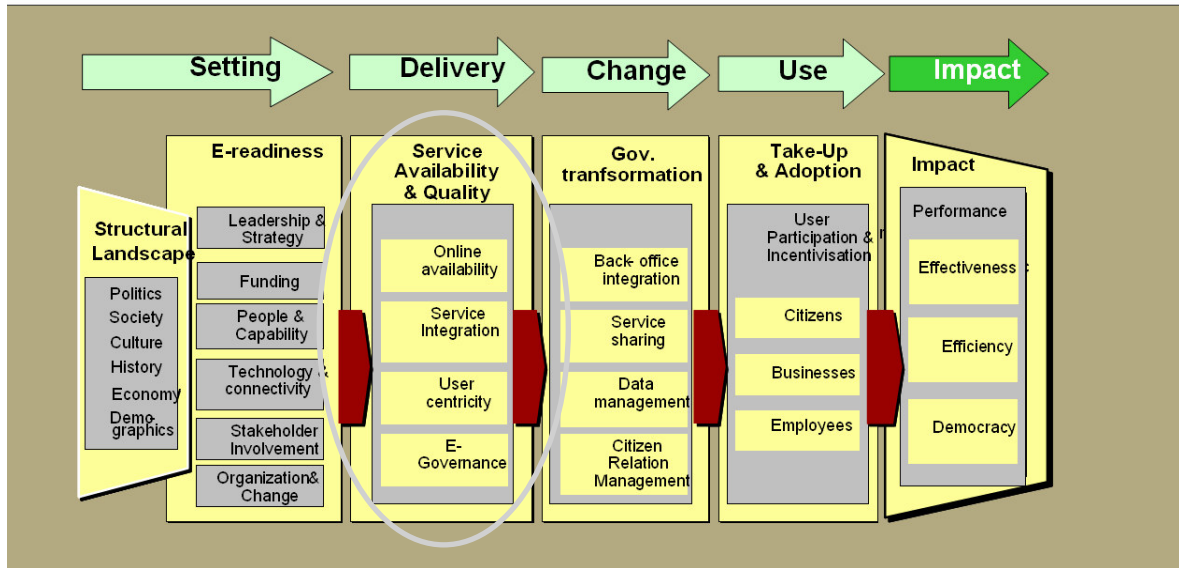 Setting
Delivery
Change
Use
Impact
Structural
Landscape
Politics
Society
Culture
History
Economy
Demo-
graphics
E-readiness
Leadership &
Strategy
Funding
People &
Capability
Technology &
connectivity
Stakeholder
Involvement
Organization&
Change
Service
Availability
& Quality
Online
availability
Service
Integration
User
centricity
E-
Governance
Gov.
tranfsormation
Back- office
integration
Service
sharing
Data
management
Citizen
Relation
Management
Take-Up
& Adoption
User
Participation &
Incentivisation
Citizens
Businesses
Employees
Impact
Performance
Effectiveness
Efficiency
Democracy